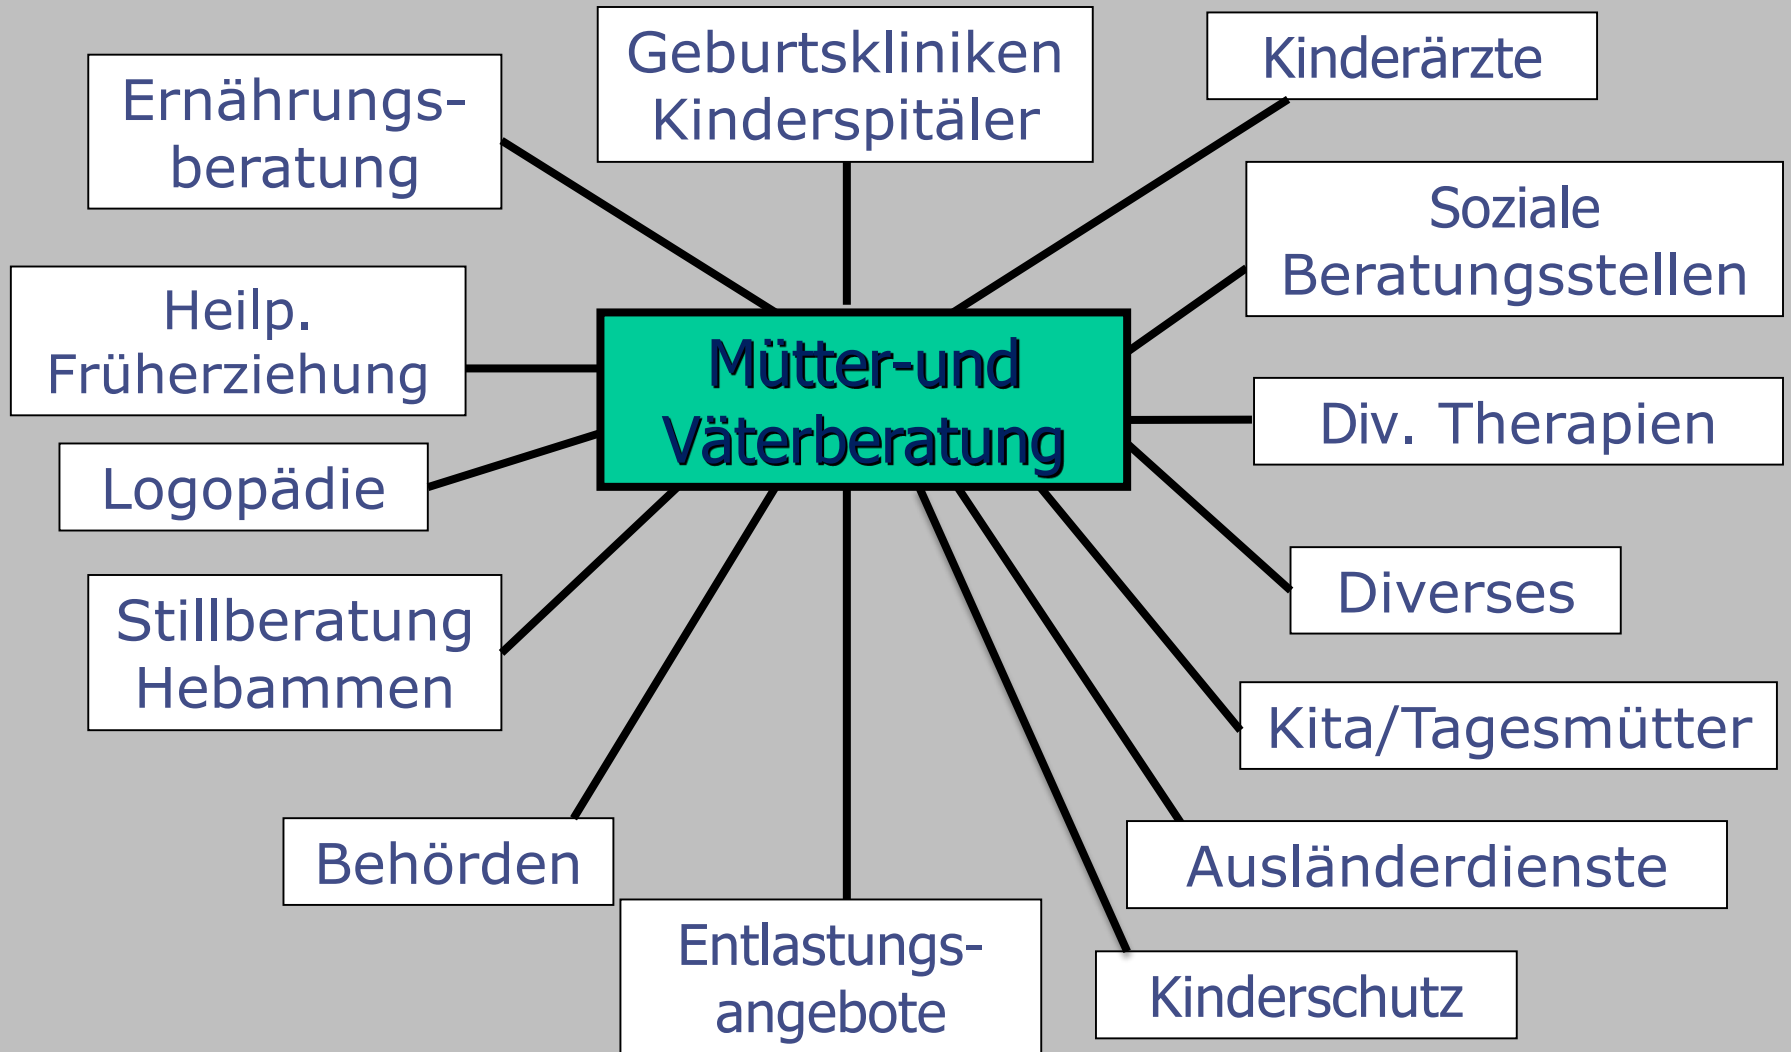 Geburtskliniken
Kinderspitäler
Kinderärzte
Ernährungs-
beratung
Soziale
Beratungsstellen
Heilp.
Früherziehung
Mütter-und
Väterberatung
Div. Therapien
Logopädie
Stillberatung
Hebammen
Diverses
Kita/Tagesmütter
Behörden
Ausländerdienste
Entlastungs-
angebote
Kinderschutz